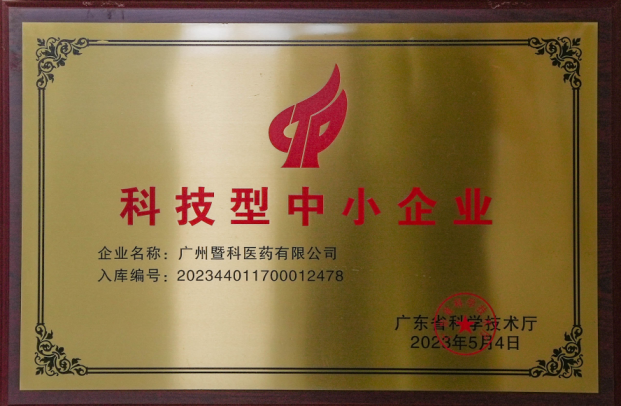 科技型中小企业
企业名称：广州暨科医药有限公司
入库编号：202344011700012478
广东省科学技术厅
2023年5月4日